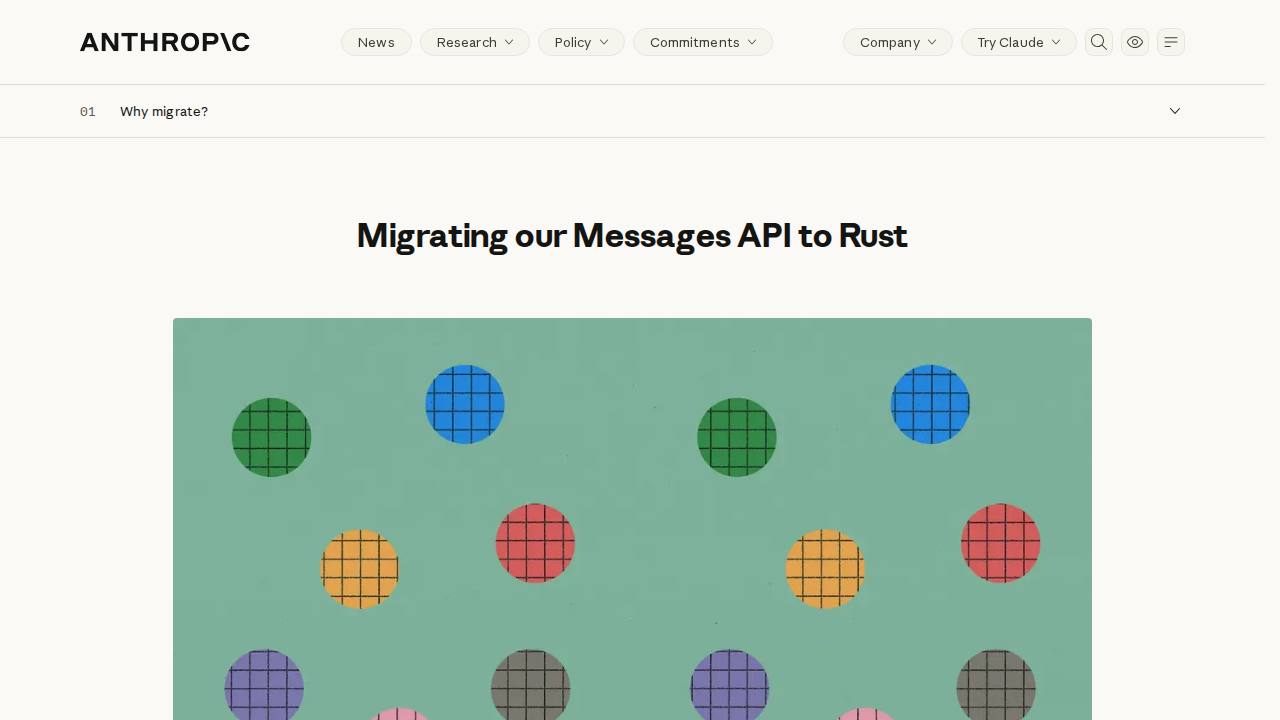 ANTHROP\C
News
Research
Policy
Commitments
Company
Try Claude
01 Why migrate?
Migrating our Messages API to Rust